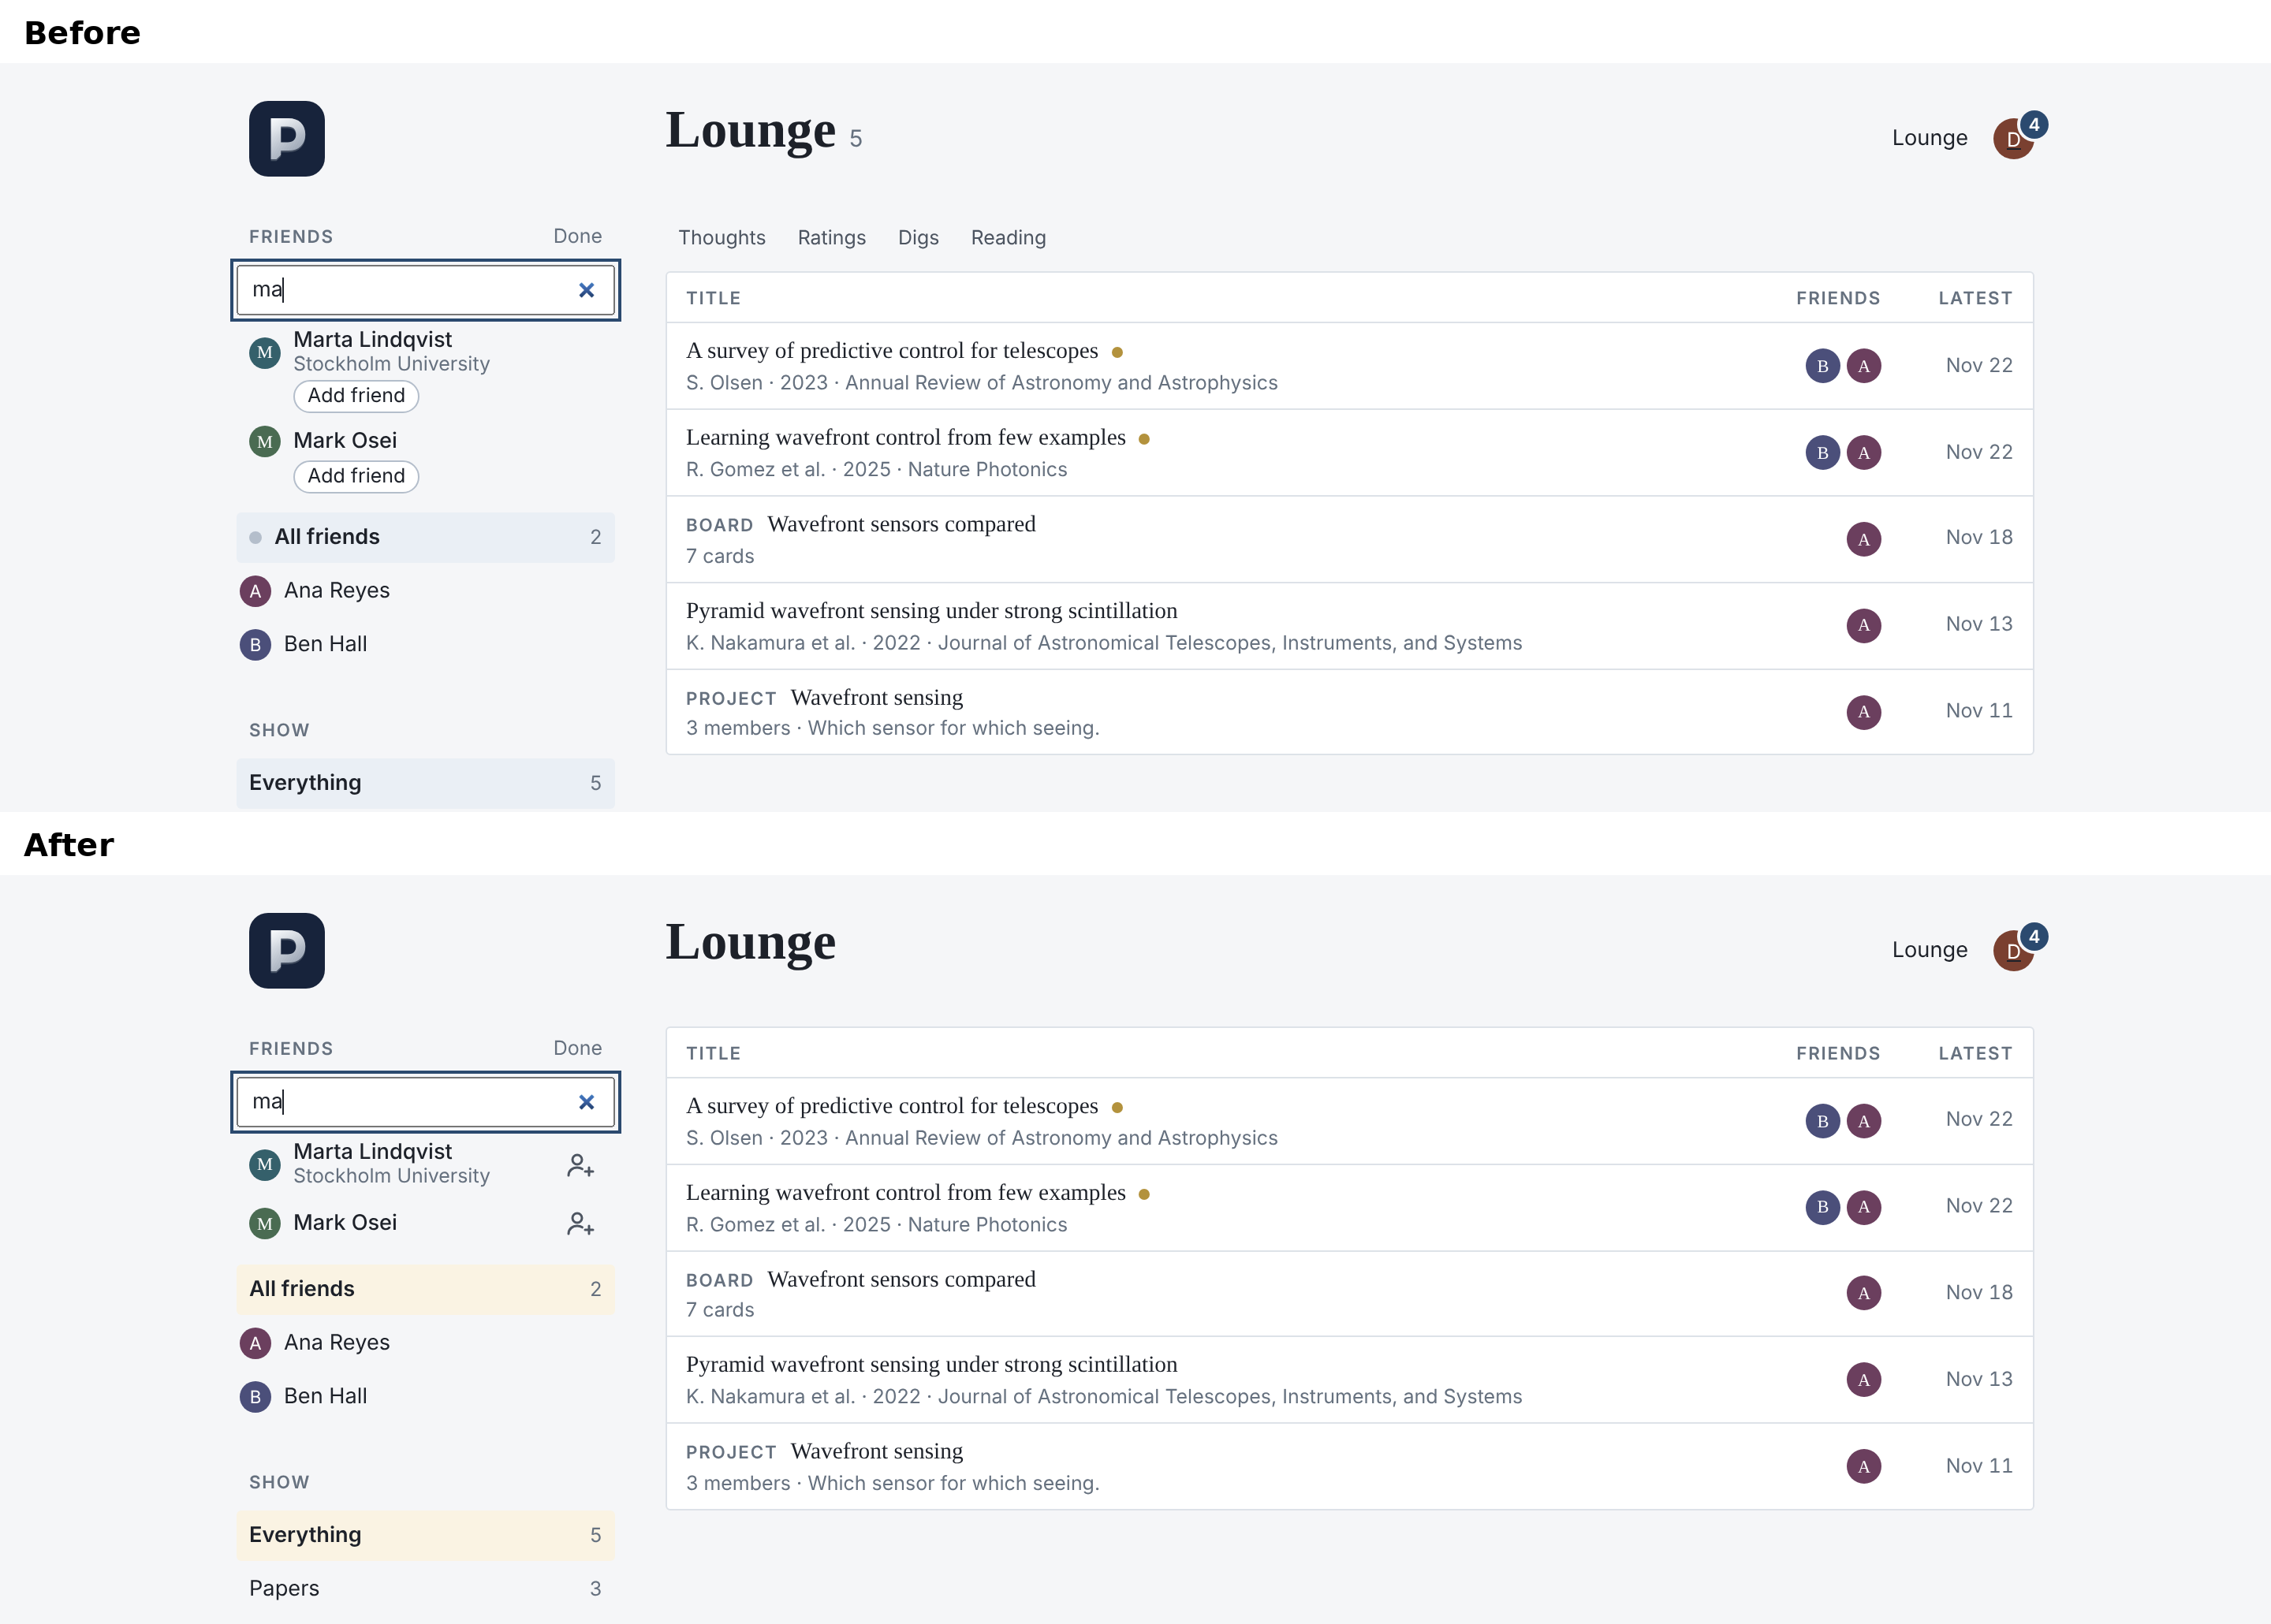 Before
P
Lounge 5
Lounge D 4
FRIENDS Done
ma
M Marta Lindqvist
Stockholm University
Add friend
M Mark Osei
Add friend
All friends 2
A Ana Reyes
B Ben Hall
SHOW
Everything 5
Thoughts Ratings Digs Reading
TITLE FRIENDS LATEST
A survey of predictive control for telescopes B A Nov 22
S. Olsen · 2023 · Annual Review of Astronomy and Astrophysics
Learning wavefront control from few examples B A Nov 22
R. Gomez et al. · 2025 · Nature Photonics
BOARD Wavefront sensors compared A Nov 18
7 cards
Pyramid wavefront sensing under strong scintillation A Nov 13
K. Nakamura et al. · 2022 · Journal of Astronomical Telescopes, Instruments, and Systems
PROJECT Wavefront sensing A Nov 11
3 members · Which sensor for which seeing.
After
P
Lounge
Lounge D 4
FRIENDS Done
ma
M Marta Lindqvist
Stockholm University
M Mark Osei
All friends 2
A Ana Reyes
B Ben Hall
SHOW
Everything 5
Papers 3
TITLE FRIENDS LATEST
A survey of predictive control for telescopes B A Nov 22
S. Olsen · 2023 · Annual Review of Astronomy and Astrophysics
Learning wavefront control from few examples B A Nov 22
R. Gomez et al. · 2025 · Nature Photonics
BOARD Wavefront sensors compared A Nov 18
7 cards
Pyramid wavefront sensing under strong scintillation A Nov 13
K. Nakamura et al. · 2022 · Journal of Astronomical Telescopes, Instruments, and Systems
PROJECT Wavefront sensing A Nov 11
3 members · Which sensor for which seeing.